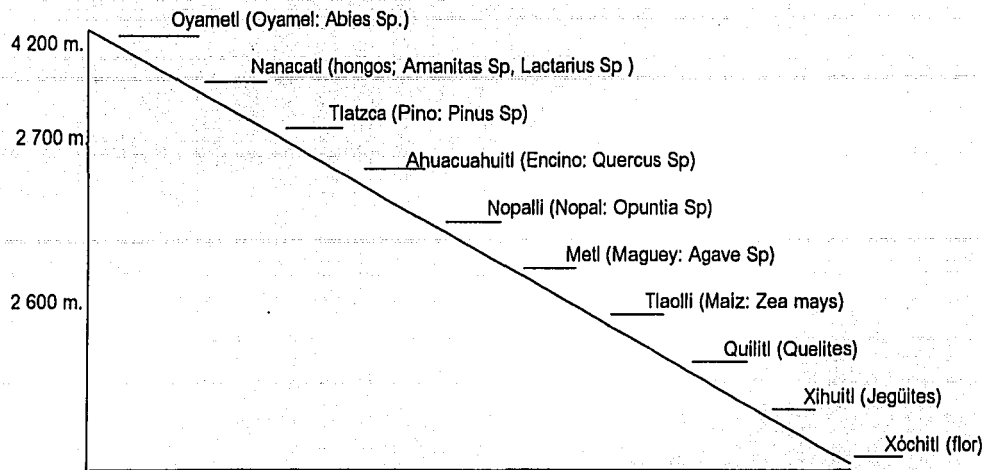 Oyametl (Oyamel: Abies Sp.)
4 200 m.
Nanacatl (hongos; Amanitas Sp, Lactarius Sp )
Tlatzca (Pino: Pinus Sp)
2 700 m.
Ahuacuahuitl (Encino: Quercus Sp)
Nopalli (Nopal: Opuntia Sp)
Metl (Maguey: Agave Sp)
2 600 m.
Tlaolli (Maiz: Zea mays)
Quilitl (Quelites)
Xihuitl (Jegüites)
Xóchitl (flor)